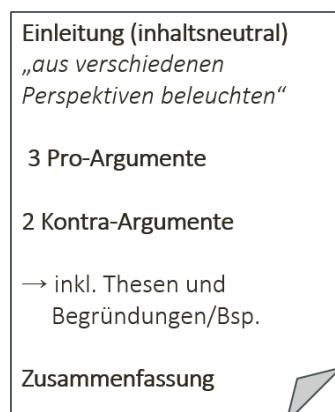 Einleitung (inhaltsneutral)
„aus verschiedenen
Perspektiven beleuchten“
3 Pro-Argumente
2 Kontra-Argumente
→ inkl. Thesen und
Begründungen/Bsp.
Zusammenfassung